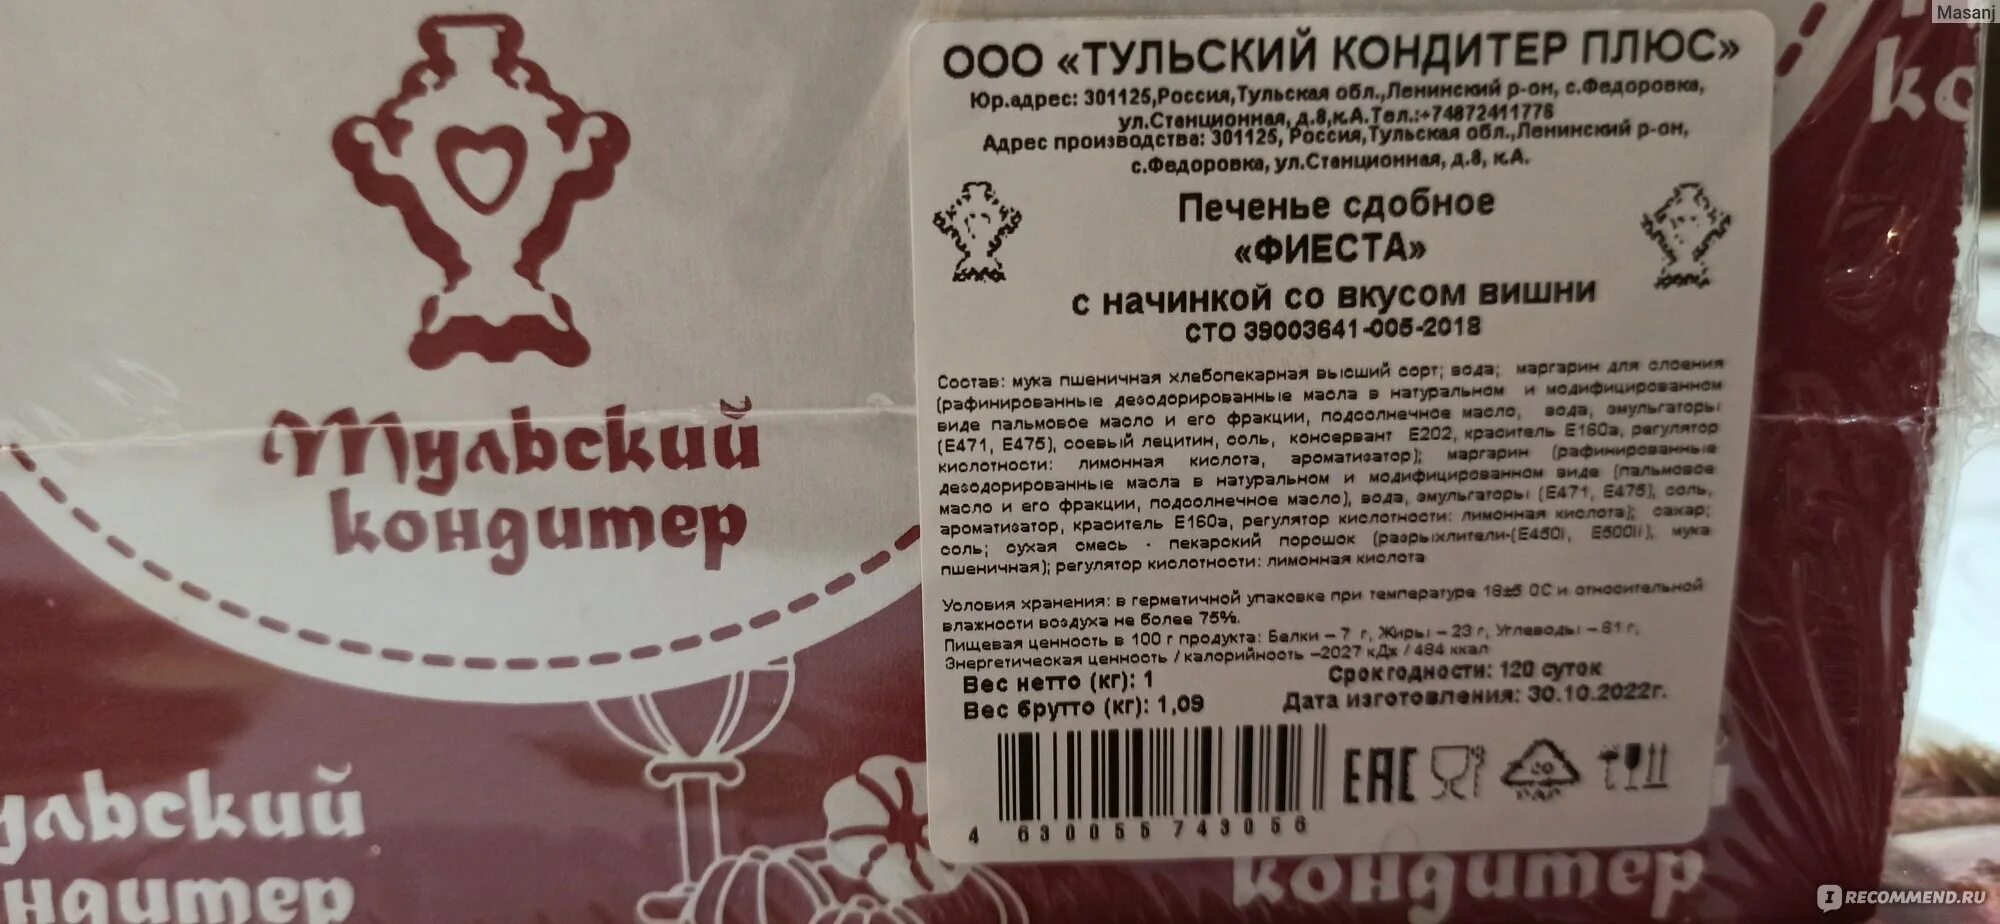 Masanj
Тульский
кондитер
ООО «ТУЛЬСКИЙ КОНДИТЕР ПЛЮС»
Юр.адрес: 301125,Россия,Тульская обл.,Ленинский р-он, с.Федоровка,
ул.Станционная, д.8,к.А.Тел.:+74872411778
Адрес производства: 301125, Россия,Тульская обл.,Ленинский р-он,
с.Федоровка, ул.Станционная, д.8, к.А.
Печенье сдобное
«ФИЕСТА»
с начинкой со вкусом вишни
СТО 39003641-005-2018
Состав: мука пшеничная хлебопекарная высший сорт; вода; маргарин для слоения
(рафинированные дезодорированные масла в натуральном и модифицированном
виде пальмовое масло и его фракции, подсолнечное масло, вода, эмульгаторы
(Е471, Е475), соевый лецитин, соль, консервант Е202, краситель Е160а, регулятор
кислотности: лимонная кислота, ароматизатор); маргарин (рафинированные
дезодорированные масла в натуральном и модифицированном виде (пальмовое
масло и его фракции, подсолнечное масло), вода, эмульгаторы (Е471, Е475), соль,
ароматизатор, краситель Е160а, регулятор кислотности: лимонная кислота); сахар;
соль; сухая смесь - пекарский порошок (разрыхлители-(Е450i, Е500ii), мука
пшеничная); регулятор кислотности: лимонная кислота
Условия хранения: в герметичной упаковке при температуре 18±5 0С и относительной
влажности воздуха не более 75%.
Пищевая ценность в 100 г продукта: Белки – 7 г, Жиры – 23 г, Углеводы – 61 г,
Энергетическая ценность / калорийность –2027 кДж / 484 ккал
Вес нетто (кг): 1
Срок годности: 120 суток
Вес брутто (кг): 1,09
Дата изготовления: 30.10.2022г.
4 630055 743056
EAC
20
PAP
ульский
ндитер
кондитер
ко
IRECOMMEND.RU